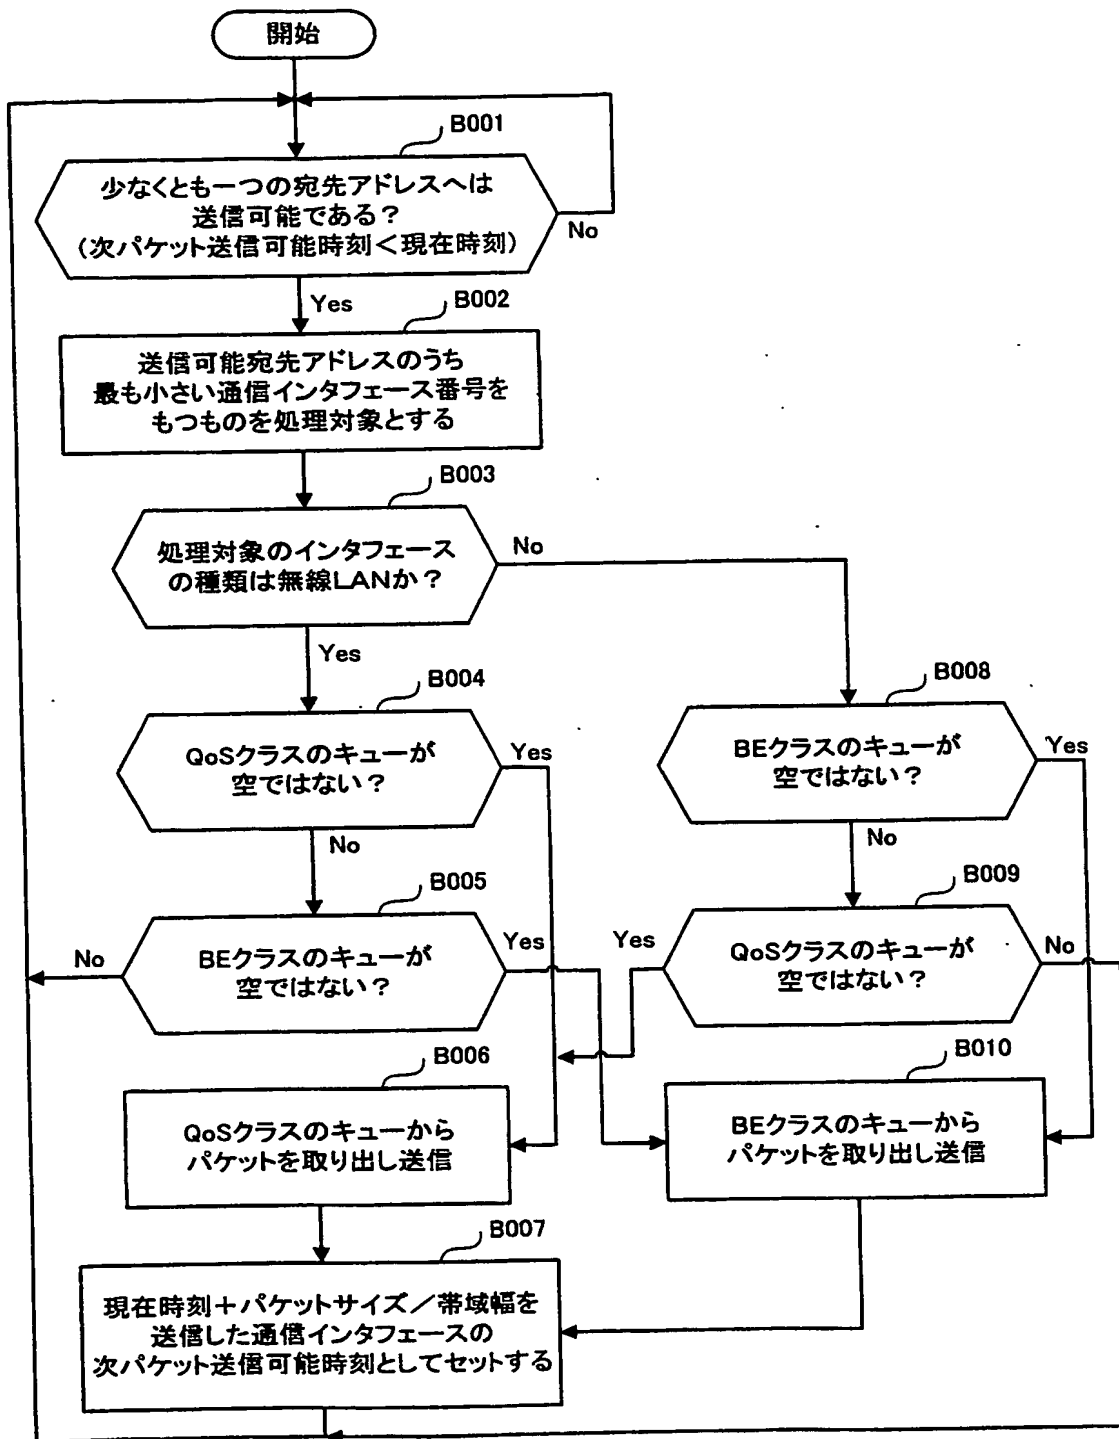 開始
B001
少なくとも一つの宛先アドレスへは
送信可能である？
（次パケット送信可能時刻＜現在時刻）
No
Yes
B002
送信可能宛先アドレスのうち
最も小さい通信インタフェース番号を
もつものを処理対象とする
B003
処理対象のインタフェース
の種類は無線LANか？
No
Yes
B004
QoSクラスのキューが
空ではない？
Yes
No
B008
BEクラスのキューが
空ではない？
Yes
No
B005
BEクラスのキューが
空ではない？
No
Yes
B009
QoSクラスのキューが
空ではない？
Yes
No
B006
QoSクラスのキューから
パケットを取り出し送信
B010
BEクラスのキューから
パケットを取り出し送信
B007
現在時刻＋パケットサイズ／帯域幅を
送信した通信インタフェースの
次パケット送信可能時刻としてセットする